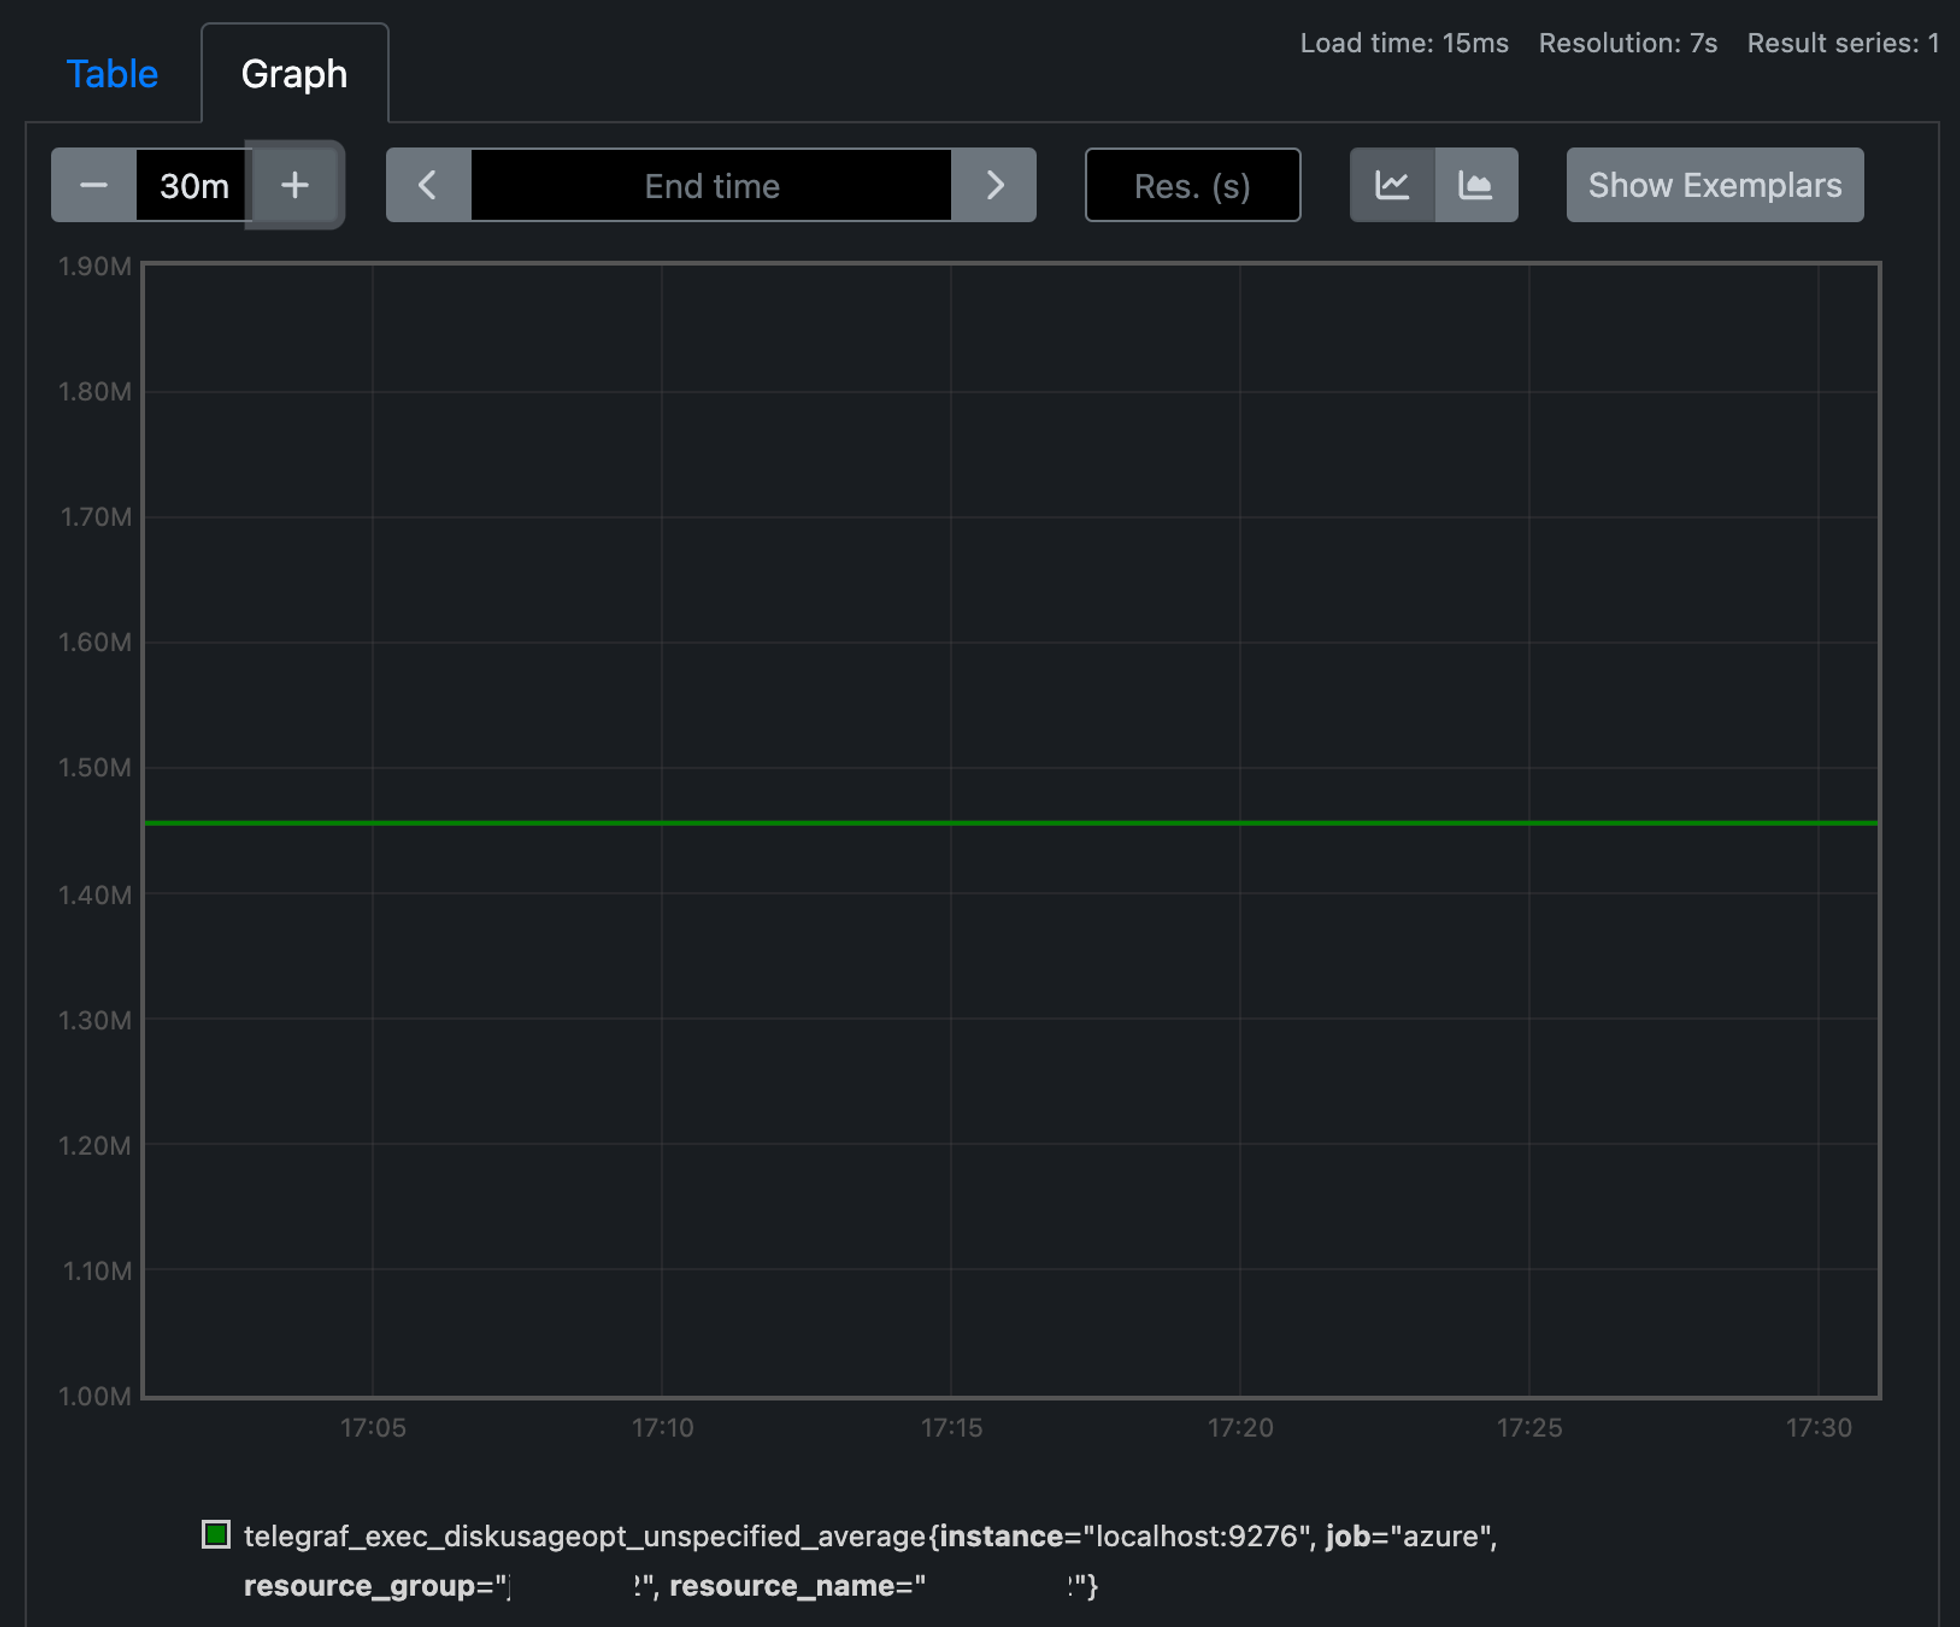 Load time: 15ms Resolution: 7s Result series: 1
Table Graph
30m End time Res. (s) Show Exemplars
1.90M
1.80M
1.70M
1.60M
1.50M
1.40M
1.30M
1.20M
1.10M
1.00M
17:05 17:10 17:15 17:20 17:25 17:30
telegraf_exec_diskusageopt_unspecified_average{instance="localhost:9276", job="azure",
resource_group=" ", resource_name=" "}